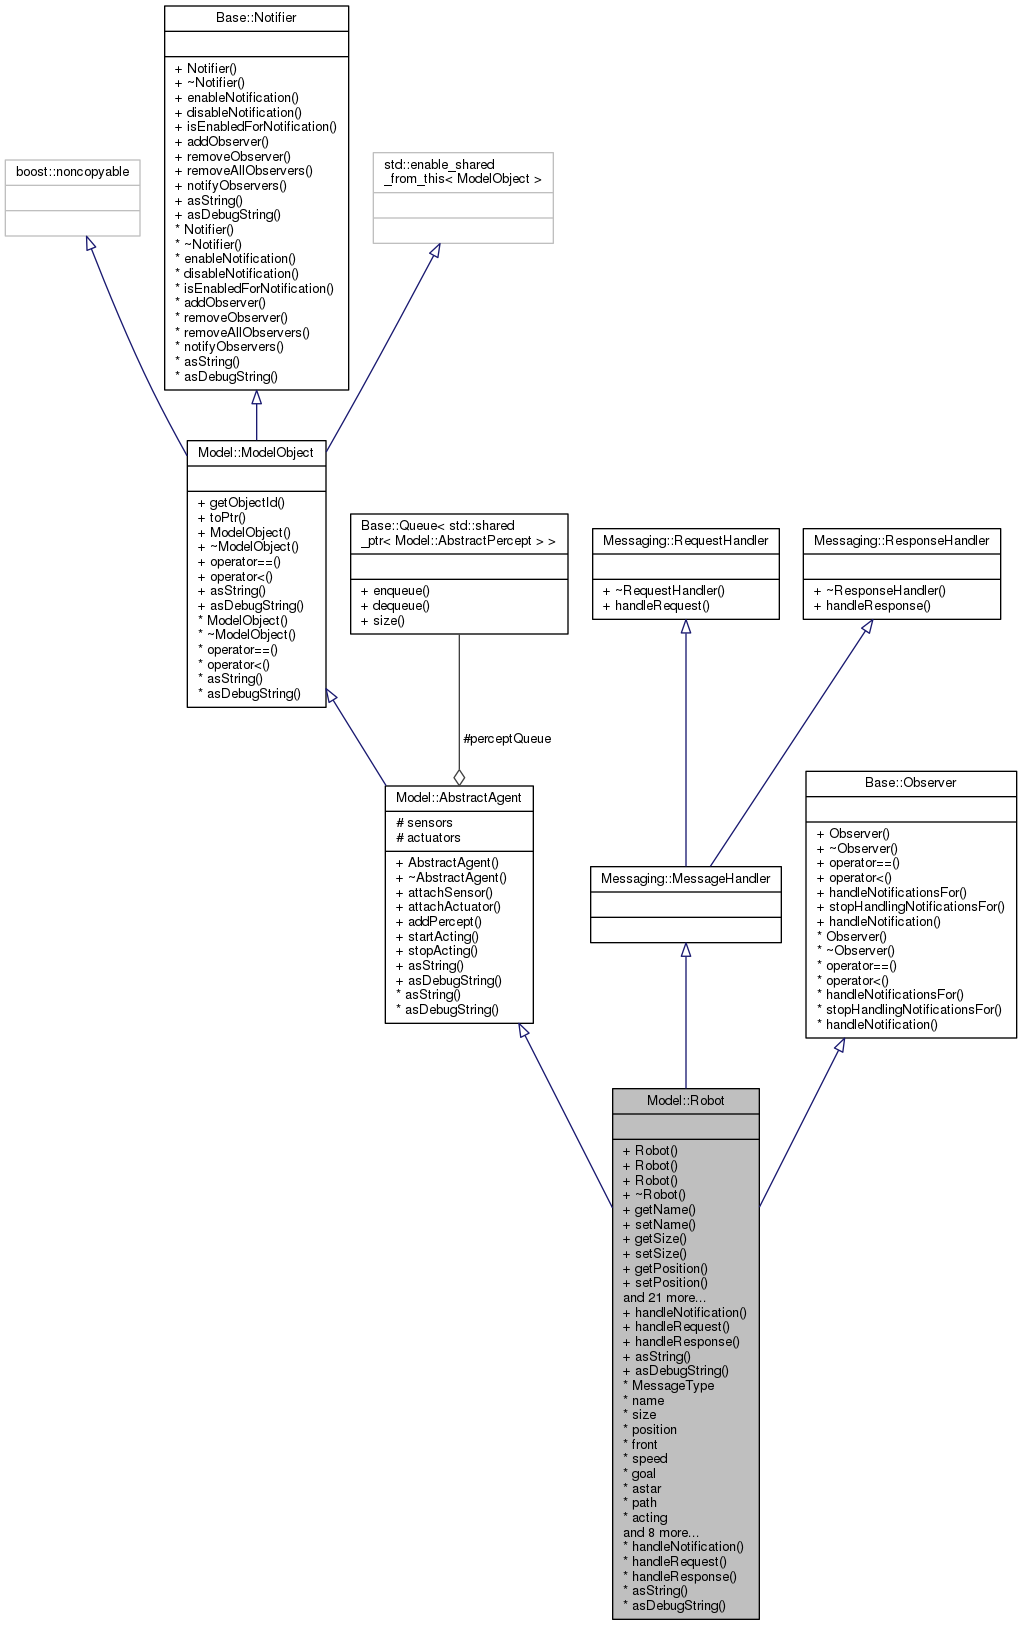 Base::Notifier
+ Notifier()
+ ~Notifier()
+ enableNotification()
+ disableNotification()
+ isEnabledForNotification()
+ addObserver()
+ removeObserver()
+ removeAllObservers()
+ notifyObservers()
+ asString()
+ asDebugString()
* Notifier()
* ~Notifier()
* enableNotification()
* disableNotification()
* isEnabledForNotification()
* addObserver()
* removeObserver()
* removeAllObservers()
* notifyObservers()
* asString()
* asDebugString()
boost::noncopyable
std::enable_shared
_from_this< ModelObject >
Model::ModelObject
+ getObjectId()
+ toPtr()
+ ModelObject()
+ ~ModelObject()
+ operator==()
+ operator<()
+ asString()
+ asDebugString()
* ModelObject()
* ~ModelObject()
* operator==()
* operator<()
* asString()
* asDebugString()
Base::Queue< std::shared
_ptr< Model::AbstractPercept > >
+ enqueue()
+ dequeue()
+ size()
Messaging::RequestHandler
+ ~RequestHandler()
+ handleRequest()
Messaging::ResponseHandler
+ ~ResponseHandler()
+ handleResponse()
#perceptQueue
Model::AbstractAgent
# sensors
# actuators
+ AbstractAgent()
+ ~AbstractAgent()
+ attachSensor()
+ attachActuator()
+ addPercept()
+ startActing()
+ stopActing()
+ asString()
+ asDebugString()
* asString()
* asDebugString()
Messaging::MessageHandler
Base::Observer
+ Observer()
+ ~Observer()
+ operator==()
+ operator<()
+ handleNotificationsFor()
+ stopHandlingNotificationsFor()
+ handleNotification()
* Observer()
* ~Observer()
* operator==()
* operator<()
* handleNotificationsFor()
* stopHandlingNotificationsFor()
* handleNotification()
Model::Robot
+ Robot()
+ Robot()
+ Robot()
+ ~Robot()
+ getName()
+ setName()
+ getSize()
+ setSize()
+ getPosition()
+ setPosition()
and 21 more...
+ handleNotification()
+ handleRequest()
+ handleResponse()
+ asString()
+ asDebugString()
* MessageType
* name
* size
* position
* front
* speed
* goal
* astar
* path
* acting
and 8 more...
* handleNotification()
* handleRequest()
* handleResponse()
* asString()
* asDebugString()